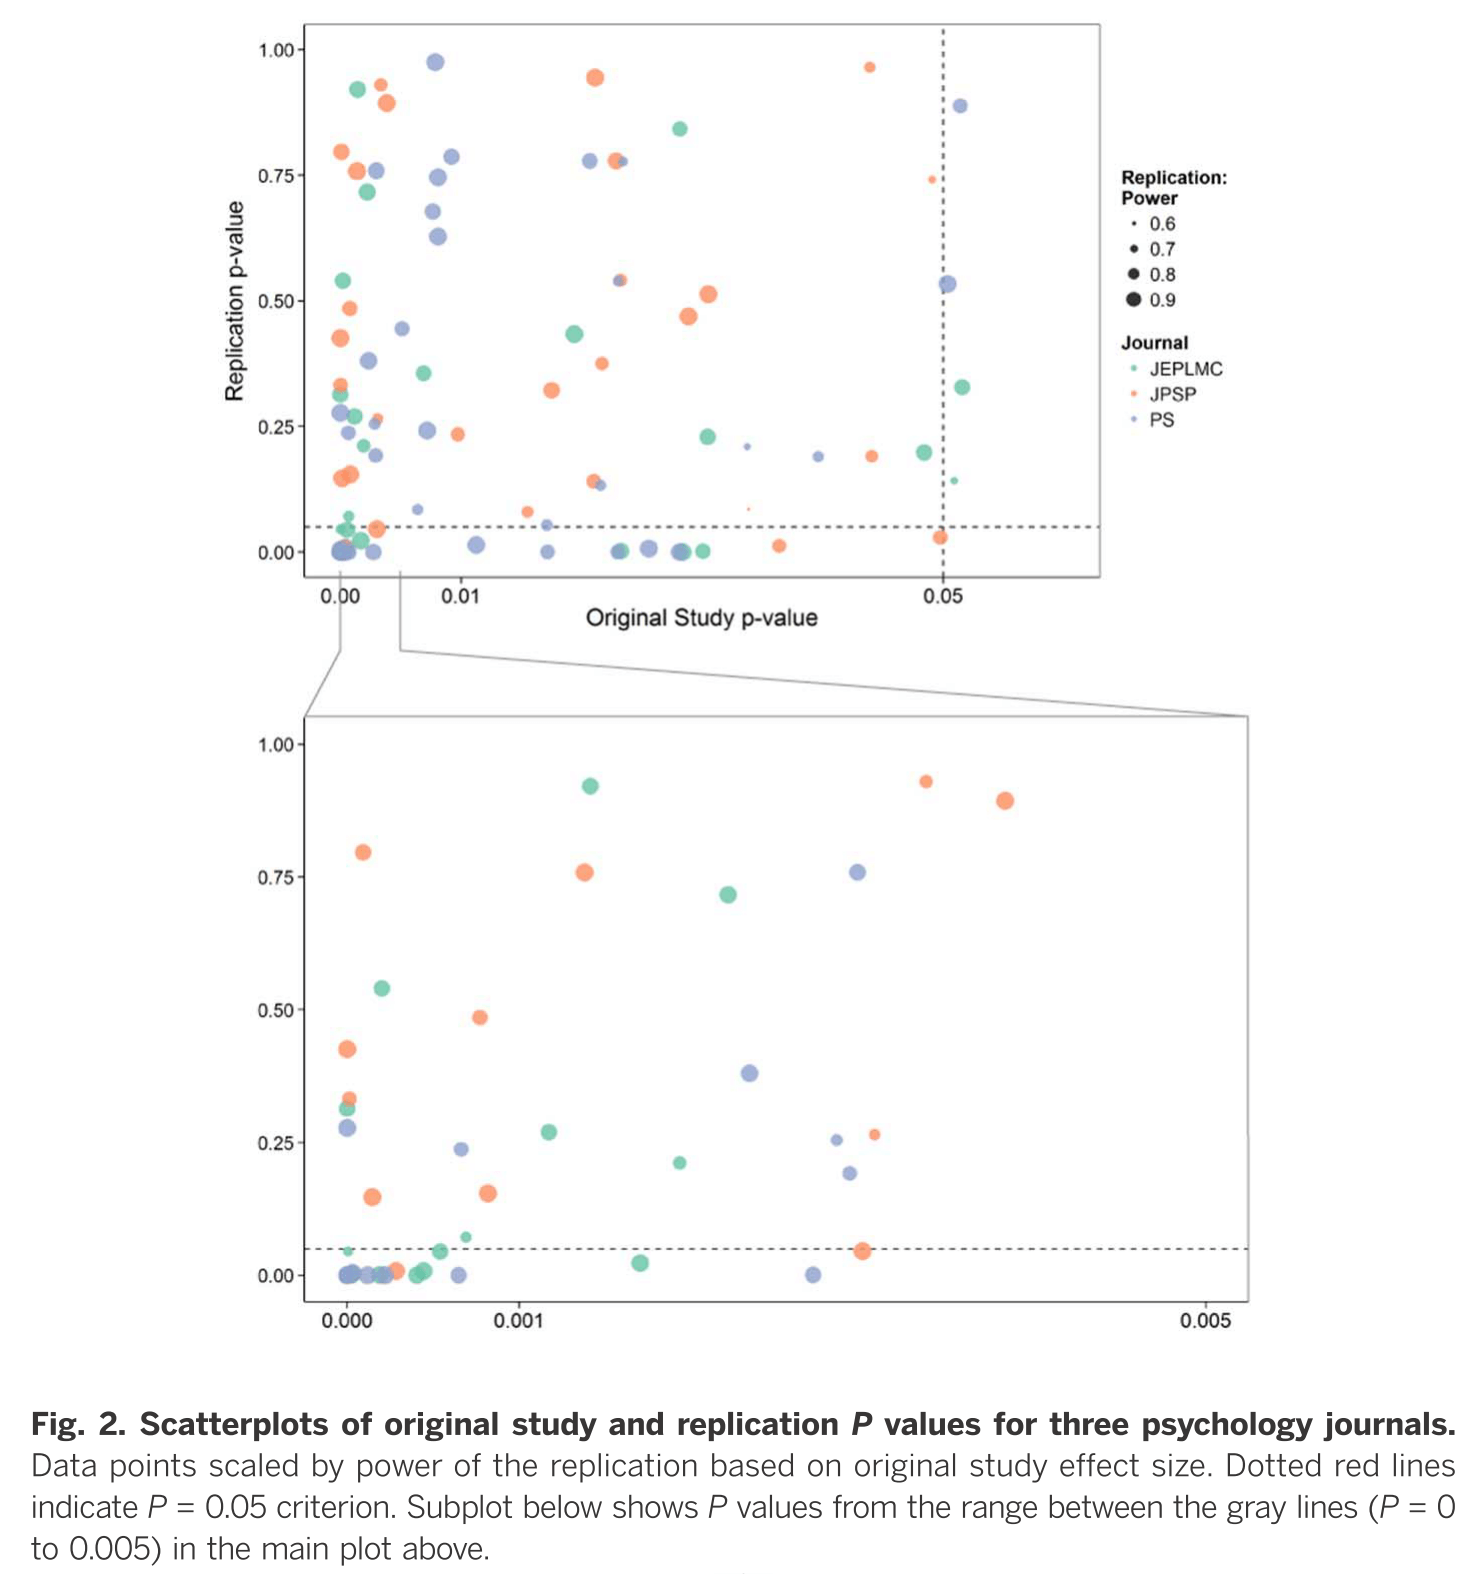 1.00
0.75
0.50
0.25
0.00
Replication p-value
0.00 0.01 0.05
Original Study p-value
Replication:
Power
0.6
0.7
0.8
0.9
Journal
JEPLMC
JPSP
PS
1.00
0.75
0.50
0.25
0.00
0.000 0.001 0.005
Fig. 2. Scatterplots of original study and replication P values for three psychology journals.
Data points scaled by power of the replication based on original study effect size. Dotted red lines
indicate P = 0.05 criterion. Subplot below shows P values from the range between the gray lines (P = 0
to 0.005) in the main plot above.